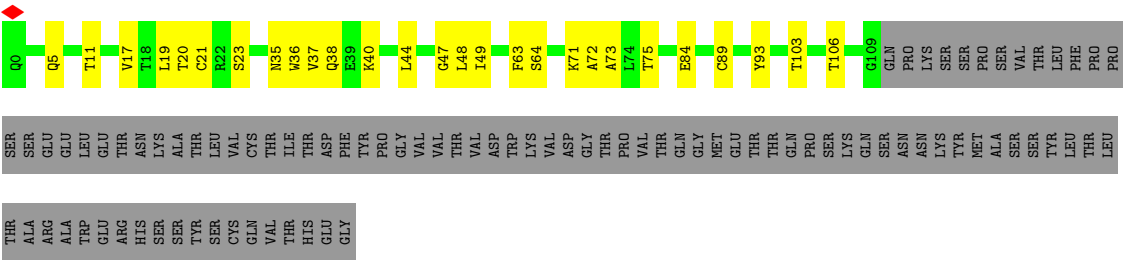 Q0 Q5 T11 V17 T18 L19 T20 C21 R22 S23 N35 W36 V37 Q38 E39 K40 L44 G47 L48 I49 F63 S64 K71 A72 A73 L74 T75 E84 C89 Y93 T103 T106 G109 GLN PRO LYS SER SER PRO SER VAL THR LEU PHE PRO PRO
SER SER GLU GLU LEU GLU THR ASN LYS ALA THR LEU VAL CYS THR ILE THR ASP PHE TYR PRO GLY VAL VAL THR VAL ASP TRP LYS VAL ASP GLY THR PRO VAL THR GLN GLY MET GLU THR THR GLN PRO SER LYS GLN SER ASN ASN LYS TYR MET ALA SER SER TYR LEU THR LEU
THR ALA ARG ALA TRP GLU ARG HIS SER SER TYR SER CYS GLN VAL THR HIS GLU GLY